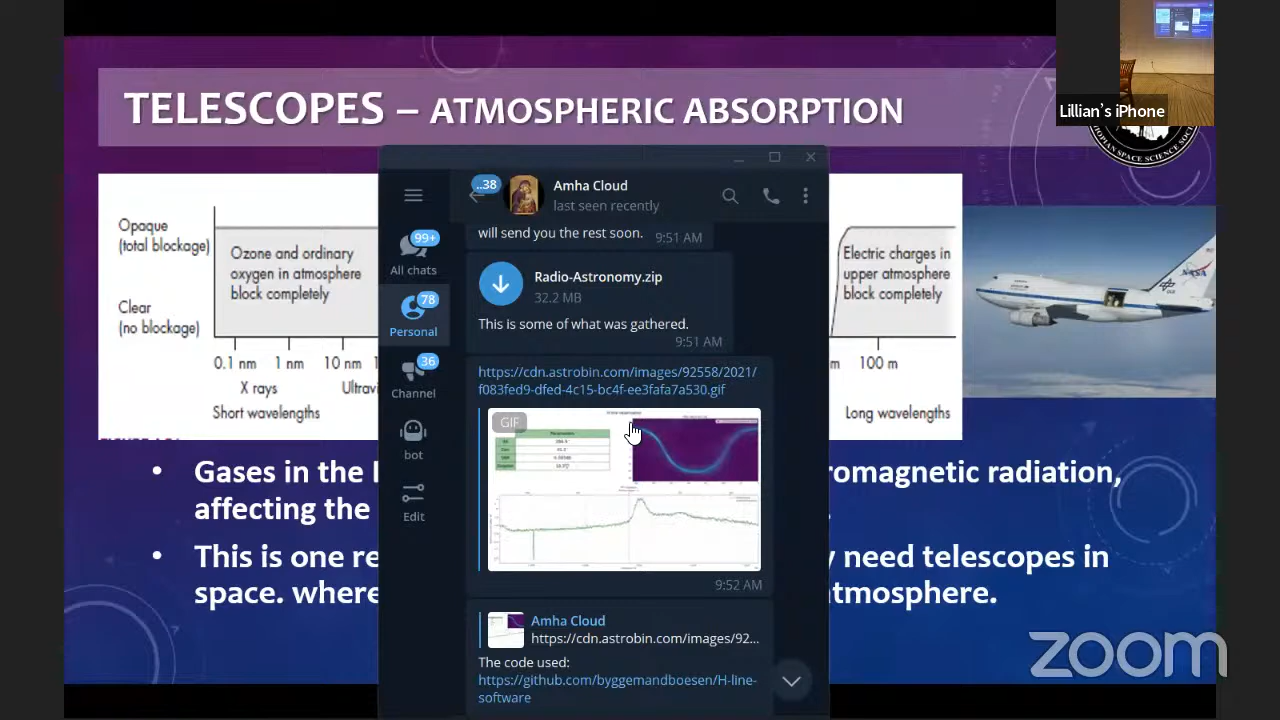 TELESCOPES – ATMOSPHERIC ABSORPTION
Lillian's iPhone
Opaque
(total blockage)
Clear
(no blockage)
Ozone and ordinary
oxygen in atmosphere
block completely
0.1 nm
1 nm
10 nm
X rays
Short wavelengths
Electric charges in
upper atmosphere
block completely
100 m
Long wavelengths
NASA
• Gases in the
romagnetic radiation,
affecting the
• This is one re
need telescopes in
space. where
tmosphere.
..38
Amha Cloud
last seen recently
99+
All chats
78
Personal
36
Channel
bot
Edit
will send you the rest soon.
9:51 AM
Radio-Astronomy.zip
32.2 MB
This is some of what was gathered.
9:51 AM
https://cdn.astrobin.com/images/92558/2021/
f083fed9-dfed-4c15-bc4f-ee3fafa7a530.gif
GIF
9:52 AM
Amha Cloud
https://cdn.astrobin.com/images/92...
The code used:
https://github.com/byggemandboesen/H-line-
software
zoom